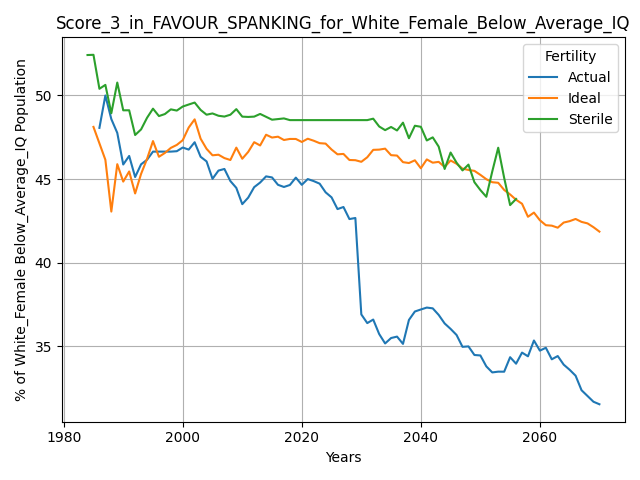 Score_3_in_FAVOUR_SPANKING_for_White_Female_Below_Average_IQ
% of White_Female Below_Average_IQ Population
50
45
40
35
Fertility
Actual
Ideal
Sterile
1980
2000
2020
2040
2060
Years